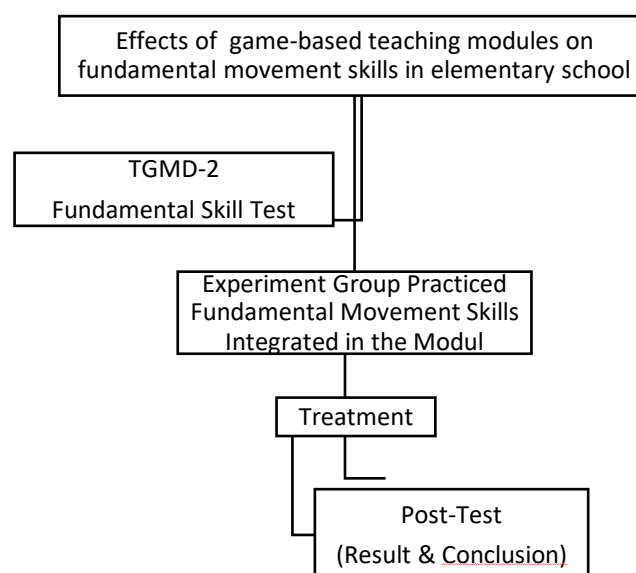 Effects of game-based teaching modules on
fundamental movement skills in elementary school
TGMD-2
Fundamental Skill Test
Experiment Group Practiced
Fundamental Movement Skills
Integrated in the Modul
Treatment
Post-Test
(Result & Conclusion)